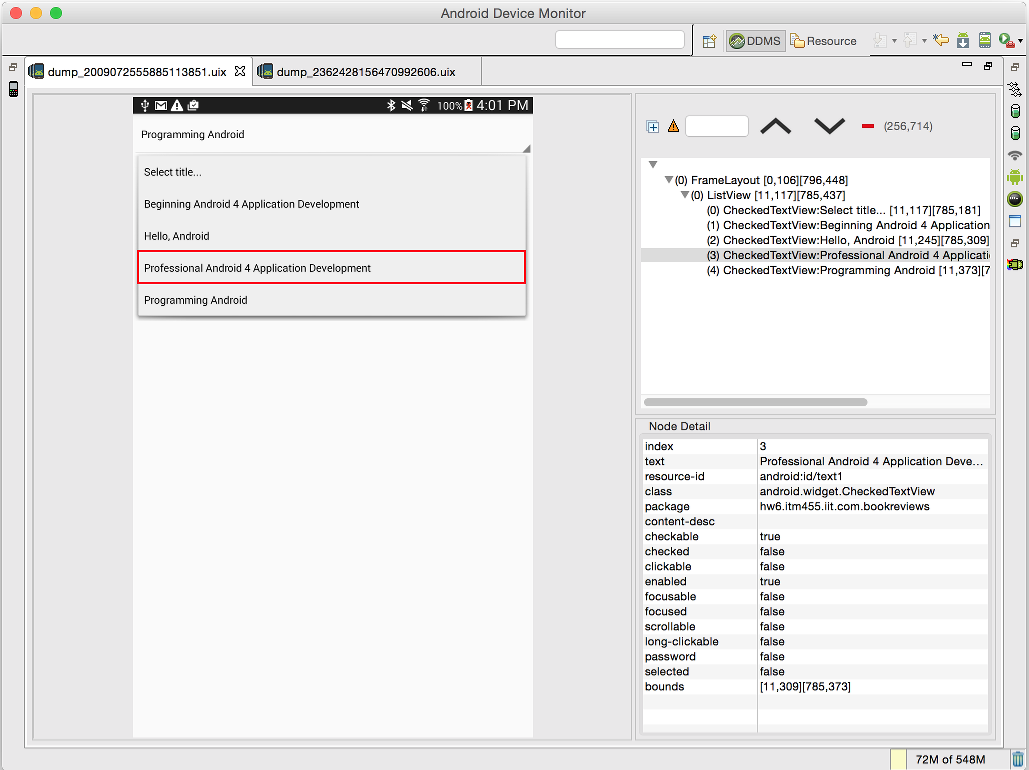 Android Device Monitor
DDMS
Resource
dump_2009072555885113851.uix
dump_2362428156470992606.uix
100% 4:01 PM
Programming Android
Select title...
Beginning Android 4 Application Development
Hello, Android
Professional Android 4 Application Development
Programming Android
(256,714)
(0) FrameLayout [0,106][796,448]
(0) ListView [11,117][785,437]
(0) CheckedTextView:Select title... [11,117][785,181]
(1) CheckedTextView:Beginning Android 4 Application
(2) CheckedTextView:Hello, Android [11,245][785,309]
(3) CheckedTextView:Professional Android 4 Applicati
(4) CheckedTextView:Programming Android [11,373][7
Node Detail
index 3
text Professional Android 4 Application Deve...
resource-id android:id/text1
class android.widget.CheckedTextView
package hw6.itm455.iit.com.bookreviews
content-desc
checkable true
checked false
clickable false
enabled true
focusable false
focused false
scrollable false
long-clickable false
password false
selected false
bounds [11,309][785,373]
72M of 548M